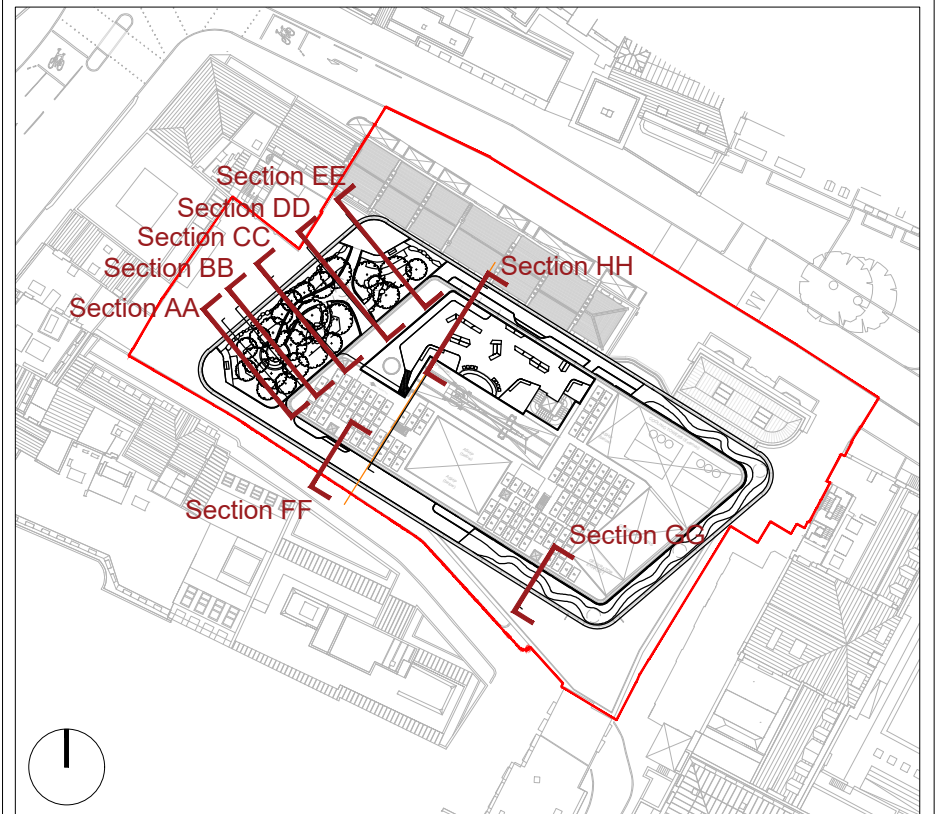 Section EE
Section DD
Section CC
Section BB
Section AA
Section HH
Section FF
Section GG